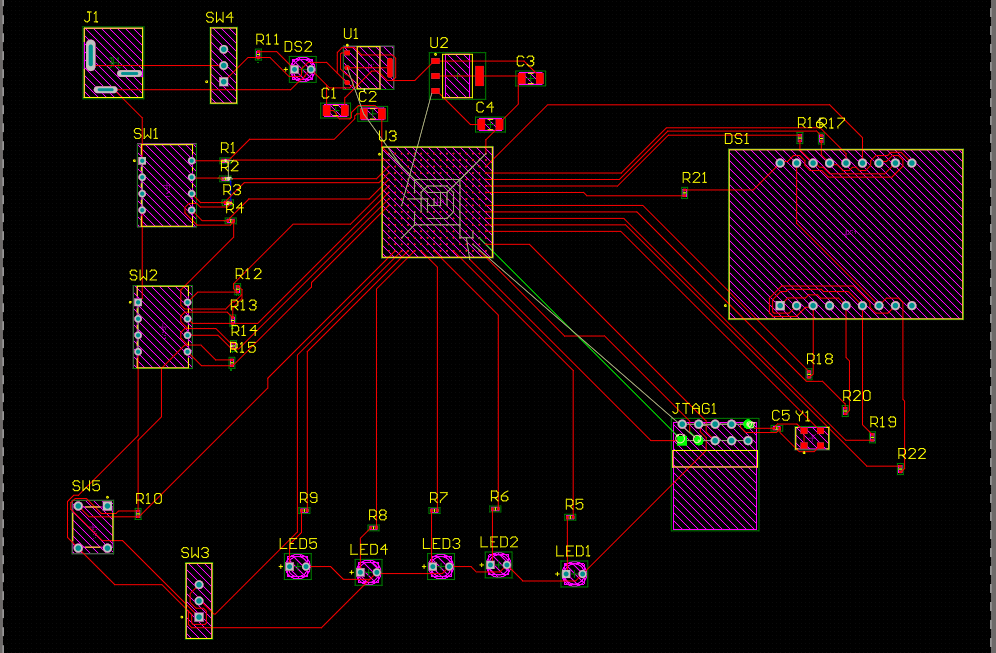 J1
SW4
R11
DS2
U1
U2
C3
C1
C2
C4
SW1
R1
R2
R3
R4
U3
R16
R17
DS1
R21
SW2
R12
R13
R14
R15
R18
R20
R19
R22
JTAG1
C5
Y1
SW5
R10
R9
R8
R7
R6
R5
SW3
LED5
LED4
LED3
LED2
LED1